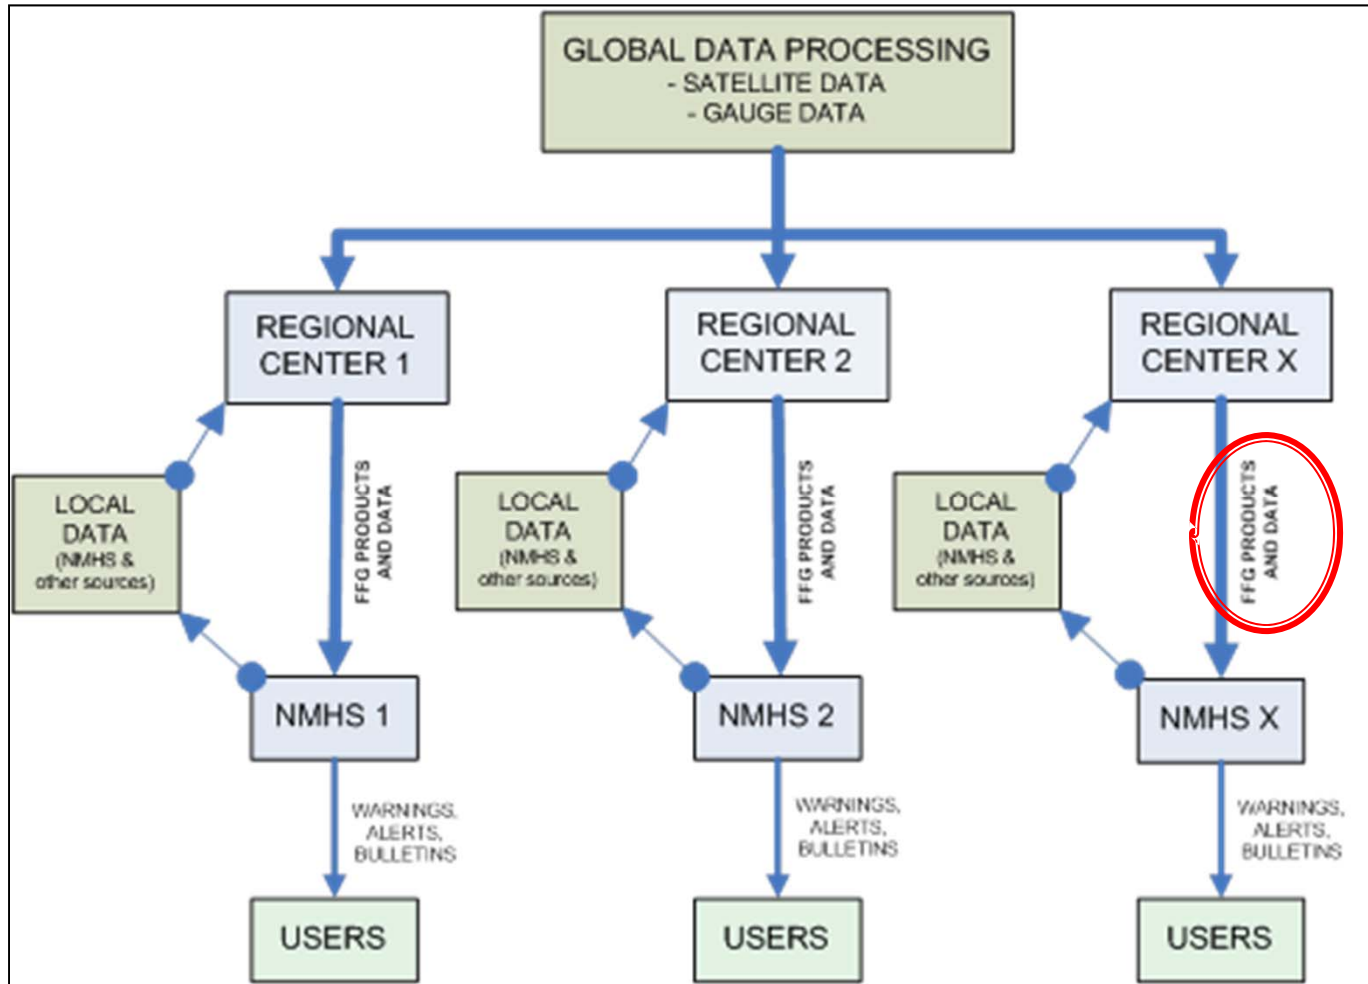 GLOBAL DATA PROCESSING
- SATELLITE DATA
- GAUGE DATA
REGIONAL
CENTER 1
REGIONAL
CENTER 2
REGIONAL
CENTER X
LOCAL
DATA
(NMHS &
other sources)
FFG PRODUCTS
AND DATA
LOCAL
DATA
(NMHS &
other sources)
FFG PRODUCTS
AND DATA
LOCAL
DATA
(NMHS &
other sources)
FFG PRODUCTS
AND DATA
NMHS 1
NMHS 2
NMHS X
WARNINGS,
ALERTS,
BULLETINS
WARNINGS,
ALERTS,
BULLETINS
WARNINGS,
ALERTS,
BULLETINS
USERS
USERS
USERS